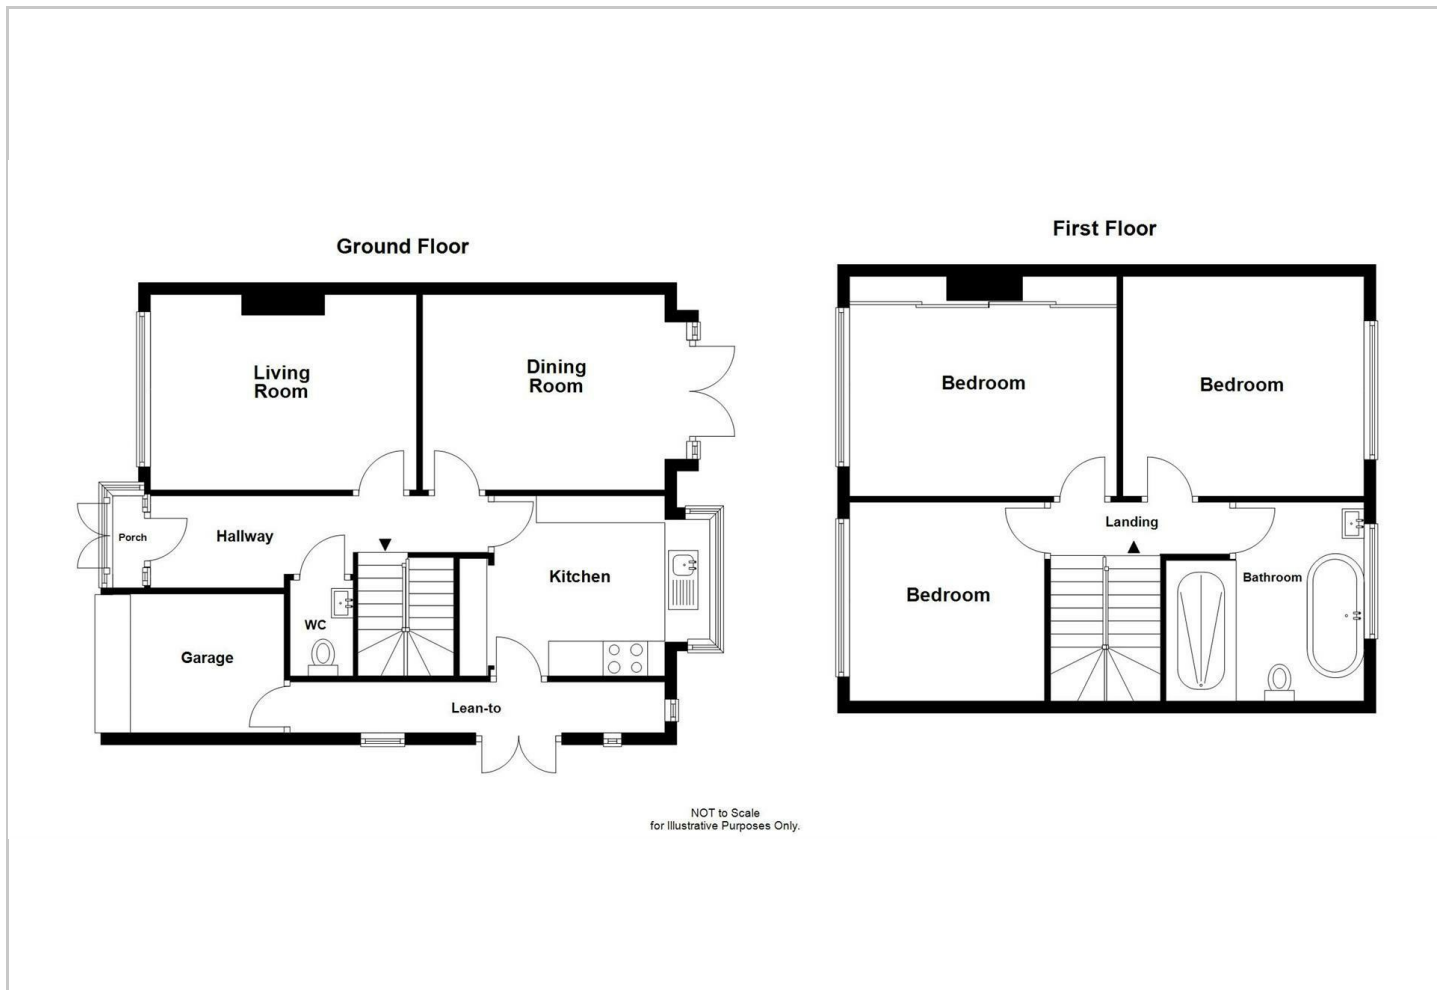 Ground Floor
Living
Room
Dining
Room
Porch
Hallway
Kitchen
WC
Garage
Lean-to
First Floor
Bedroom
Bedroom
Landing
Bedroom
Bathroom
NOT to Scale
for Illustrative Purposes Only.